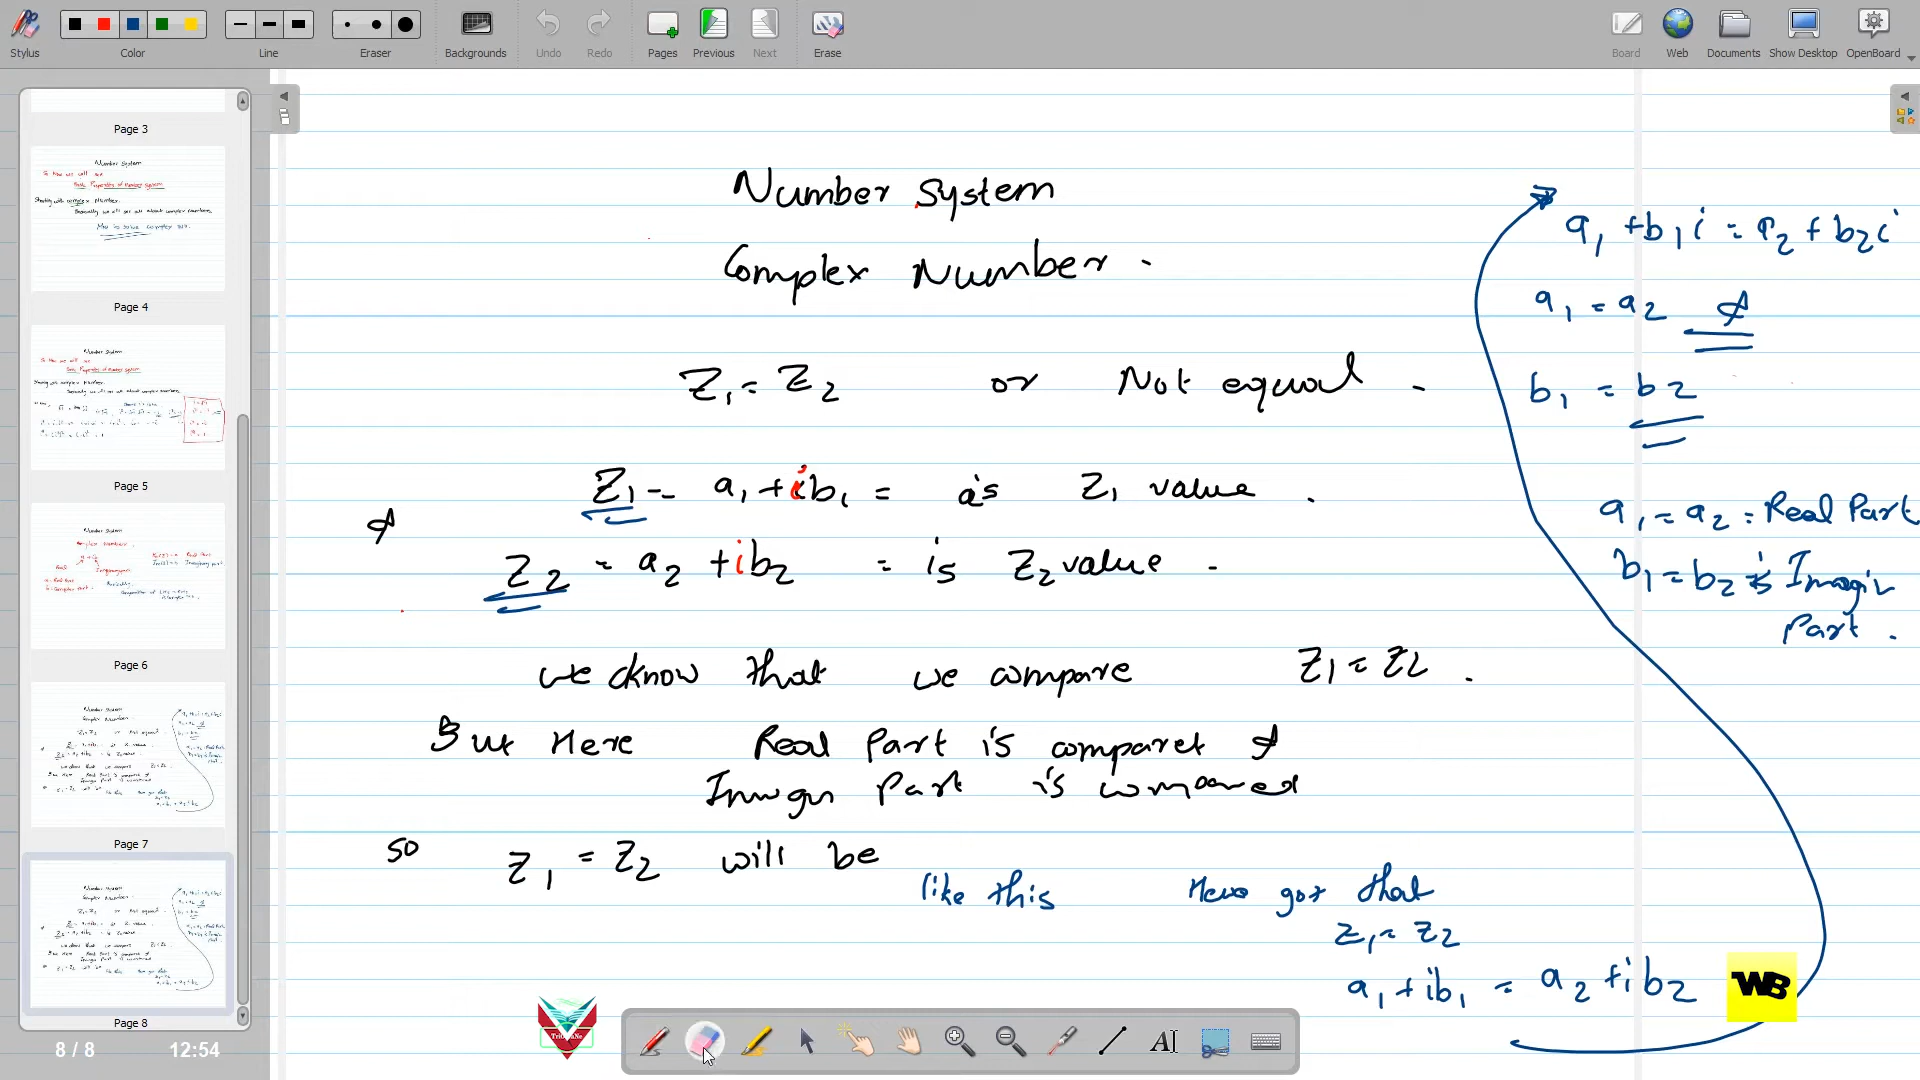 Stylus
Color
Line
Eraser
Backgrounds
Undo
Redo
Pages
Previous
Next
Erase
Board
Web
Documents
Show Desktop
OpenBoard
Page 3
Page 4
Page 5
Page 6
Page 7
Page 8
8 / 8
12:54
Number System
Complex Number .
Z₁ = Z₂ or Not equal .
Z₁ = a₁ + ib₁ = as Z₁ value .
&
Z₂ = a₂ + ib₂ = is Z₂ value .
we cknow that we compare Z₁ = Z₂ .
But Here Real Part is comparet &
Imagin Part is compared
so Z₁ = Z₂ will be
like this
Here got that
Z₁ = Z₂
a₁ + ib₁ = a₂ + ib₂
a₁ + b₁i = a₂ + b₂i
a₁ = a₂ &
b₁ = b₂
a₁ = a₂ = Real Part
b₁ = b₂ is Imagin
Part .
WB